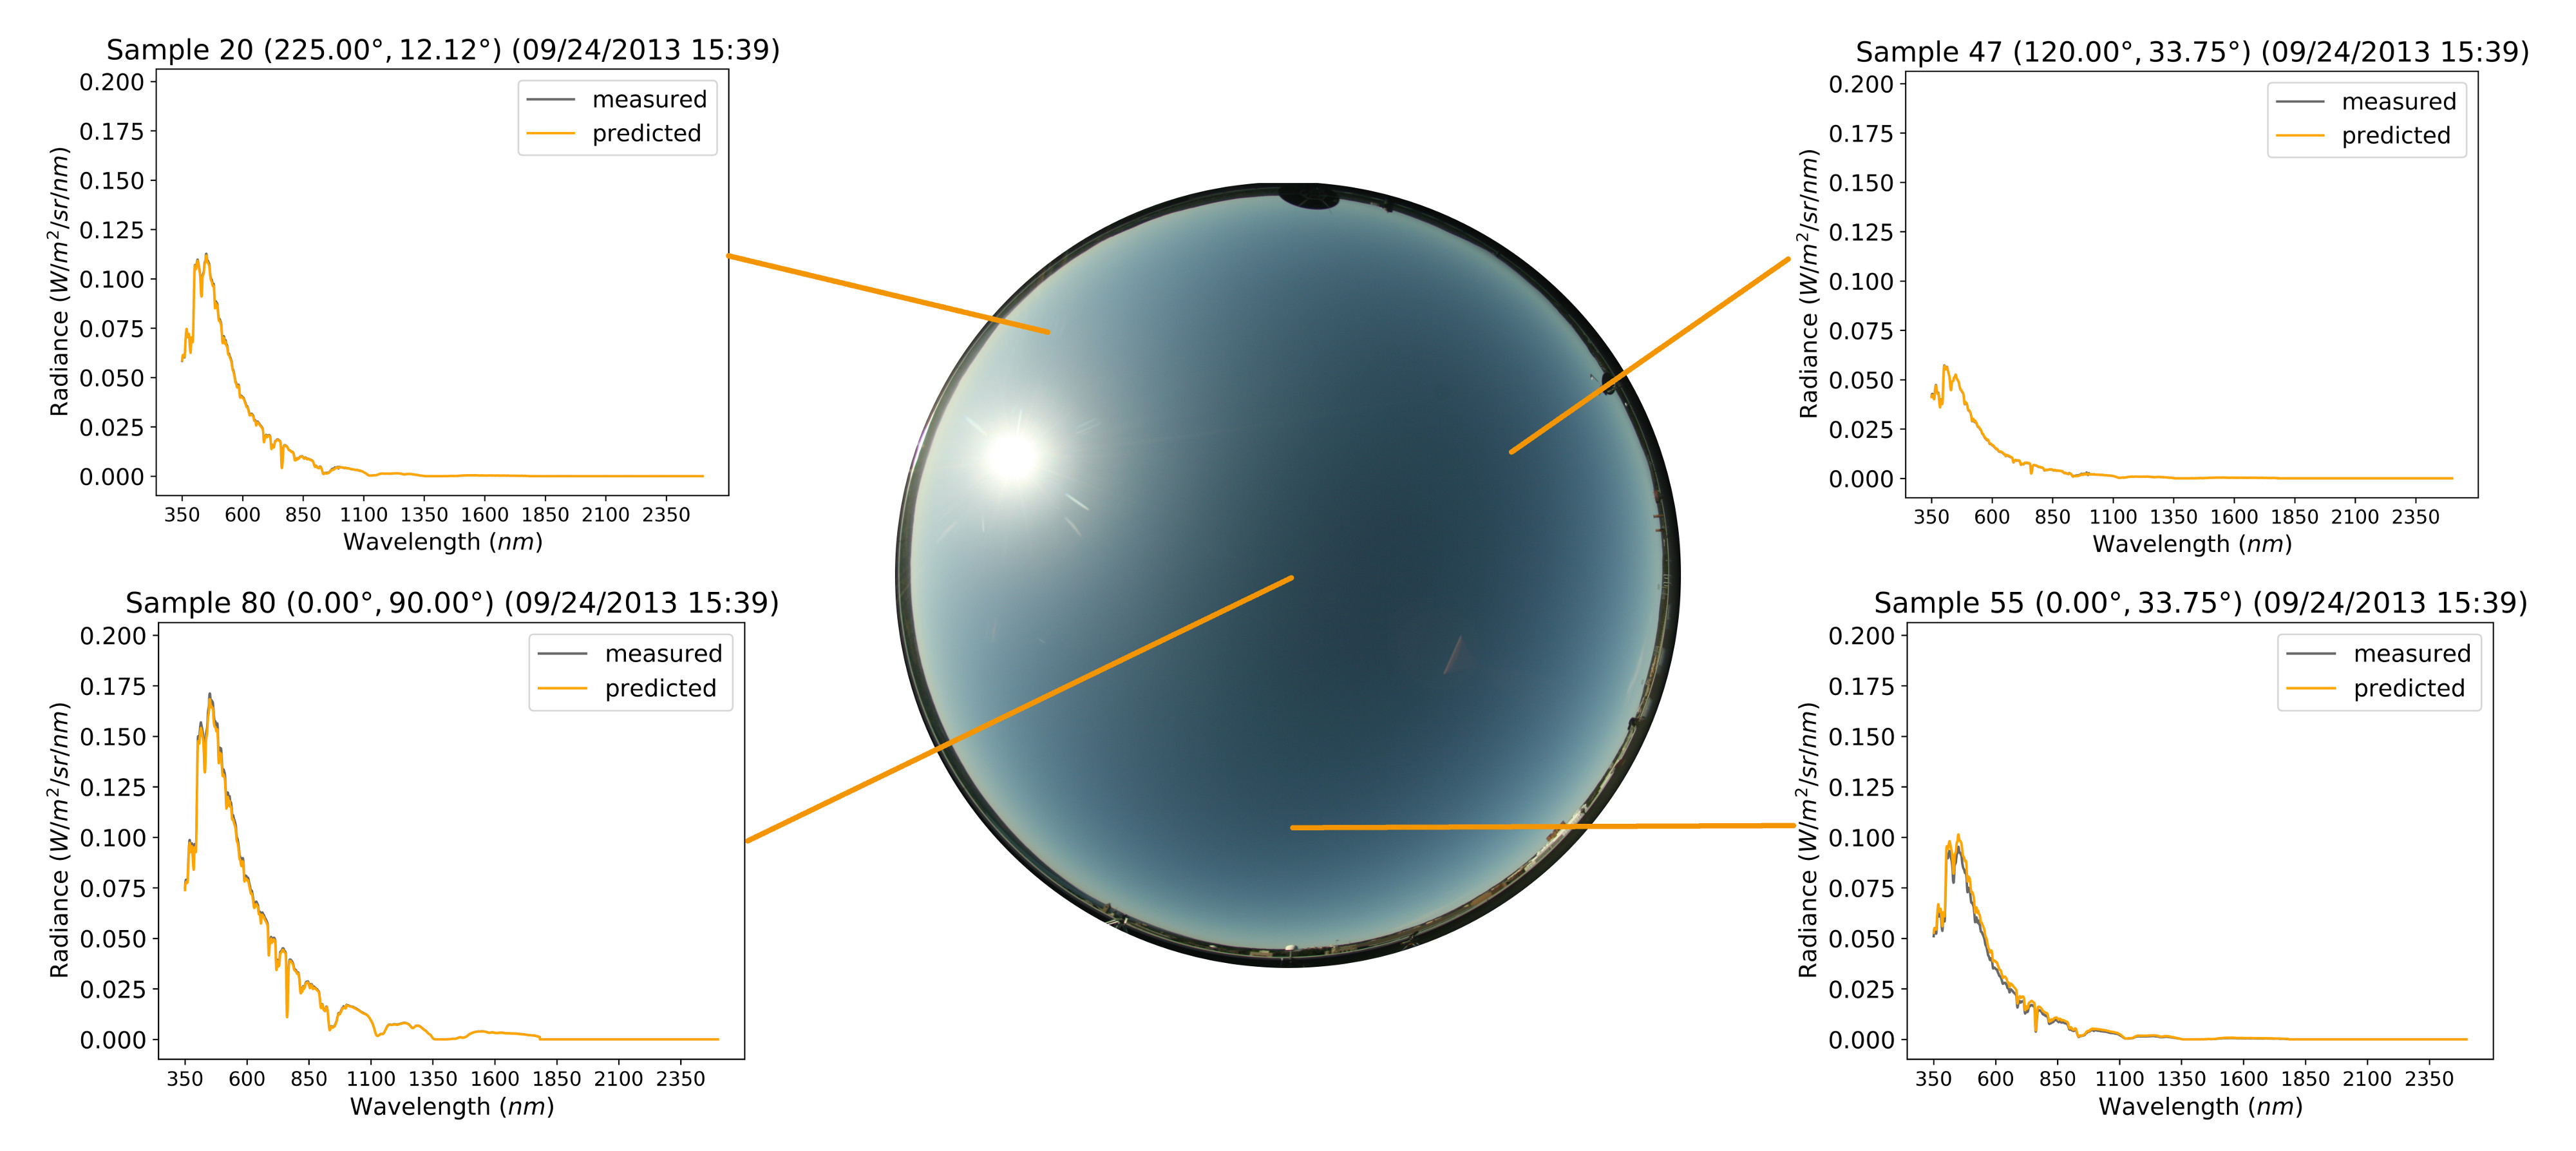 Sample 20 (225.00°, 12.12°) (09/24/2013 15:39)
0.200
0.175
0.150
0.125
0.100
0.075
0.050
0.025
0.000
Radiance (W/m²/sr/nm)
measured
predicted
350 600 850 1100 1350 1600 1850 2100 2350
Wavelength (nm)
Sample 47 (120.00°, 33.75°) (09/24/2013 15:39)
0.200
0.175
0.150
0.125
0.100
0.075
0.050
0.025
0.000
Radiance (W/m²/sr/nm)
measured
predicted
350 600 850 1100 1350 1600 1850 2100 2350
Wavelength (nm)
Sample 80 (0.00°, 90.00°) (09/24/2013 15:39)
0.200
0.175
0.150
0.125
0.100
0.075
0.050
0.025
0.000
Radiance (W/m²/sr/nm)
measured
predicted
350 600 850 1100 1350 1600 1850 2100 2350
Wavelength (nm)
Sample 55 (0.00°, 33.75°) (09/24/2013 15:39)
0.200
0.175
0.150
0.125
0.100
0.075
0.050
0.025
0.000
Radiance (W/m²/sr/nm)
measured
predicted
350 600 850 1100 1350 1600 1850 2100 2350
Wavelength (nm)